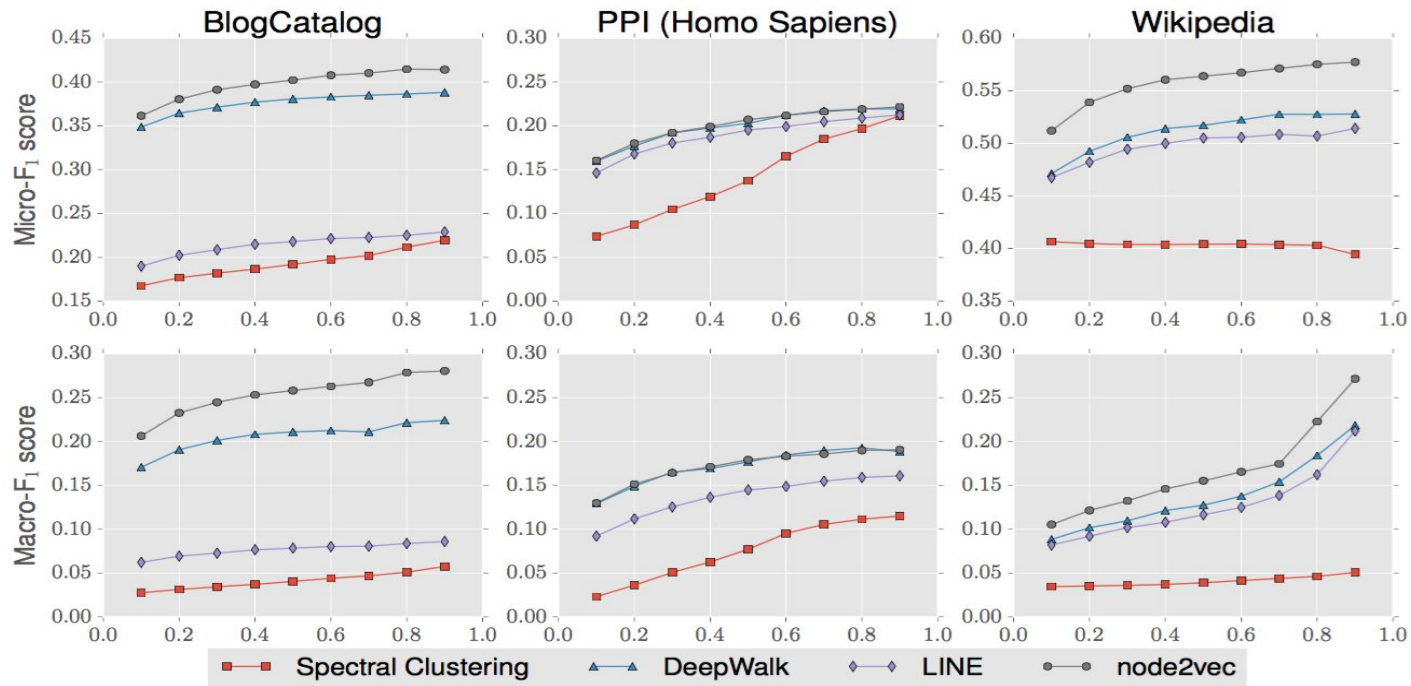 BlogCatalog PPI (Homo Sapiens) Wikipedia
Micro-F1 score
0.45 0.40 0.35 0.30 0.25 0.20 0.15
0.0 0.2 0.4 0.6 0.8 1.0
0.30 0.25 0.20 0.15 0.10 0.05 0.00
0.0 0.2 0.4 0.6 0.8 1.0
0.60 0.55 0.50 0.45 0.40 0.35
0.0 0.2 0.4 0.6 0.8 1.0
Macro-F1 score
0.30 0.25 0.20 0.15 0.10 0.05 0.00
0.0 0.2 0.4 0.6 0.8 1.0
0.30 0.25 0.20 0.15 0.10 0.05 0.00
0.0 0.2 0.4 0.6 0.8 1.0
0.30 0.25 0.20 0.15 0.10 0.05 0.00
0.0 0.2 0.4 0.6 0.8 1.0
Spectral Clustering DeepWalk LINE node2vec